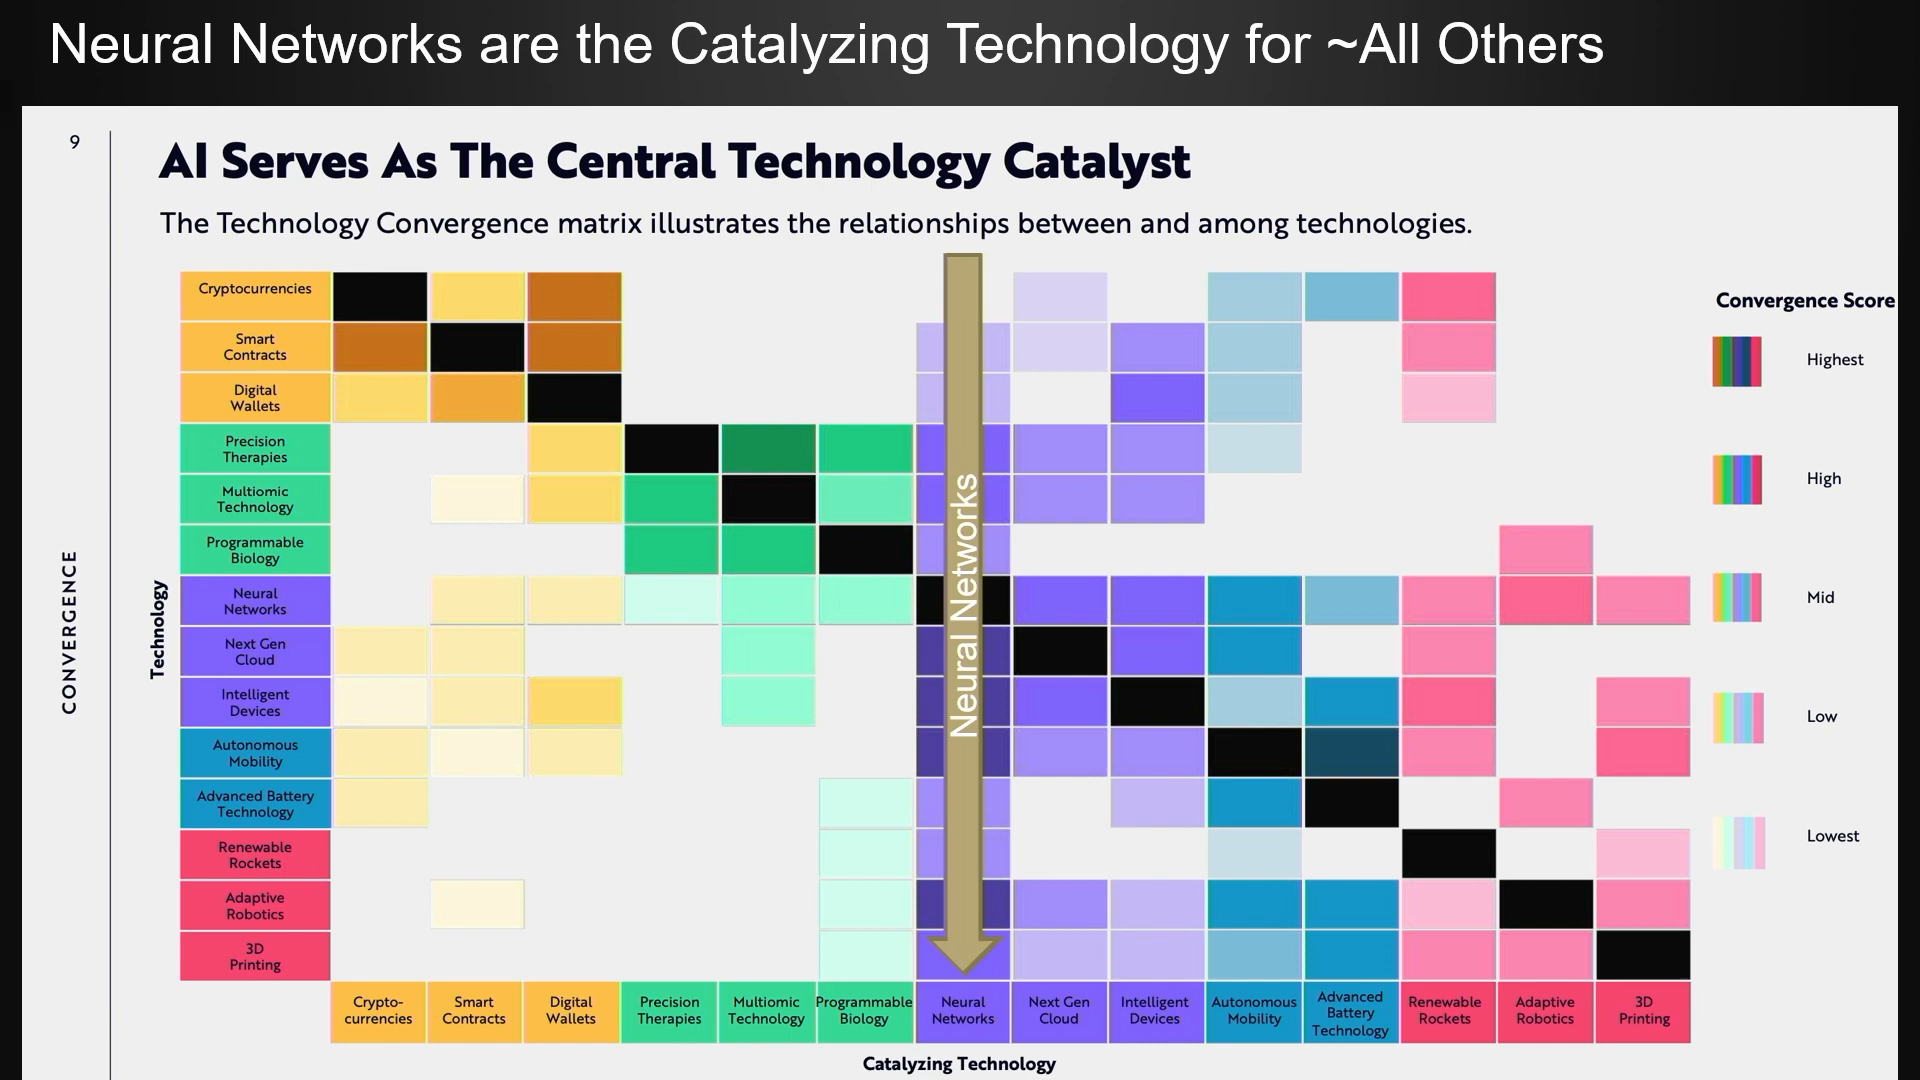 Neural Networks are the Catalyzing Technology for ~All Others
9
AI Serves As The Central Technology Catalyst
The Technology Convergence matrix illustrates the relationships between and among technologies.
CONVERGENCE
Technology
Cryptocurrencies
Smart
Contracts
Digital
Wallets
Precision
Therapies
Multiomic
Technology
Programmable
Biology
Neural
Networks
Next Gen
Cloud
Intelligent
Devices
Autonomous
Mobility
Advanced Battery
Technology
Renewable
Rockets
Adaptive
Robotics
3D
Printing
Neural Networks
Convergence Score
Highest
High
Mid
Low
Lowest
Crypto-
currencies
Smart
Contracts
Digital
Wallets
Precision
Therapies
Multiomic
Technology
Programmable
Biology
Neural
Networks
Next Gen
Cloud
Intelligent
Devices
Autonomous
Mobility
Advanced
Battery
Technology
Renewable
Rockets
Adaptive
Robotics
3D
Printing
Catalyzing Technology